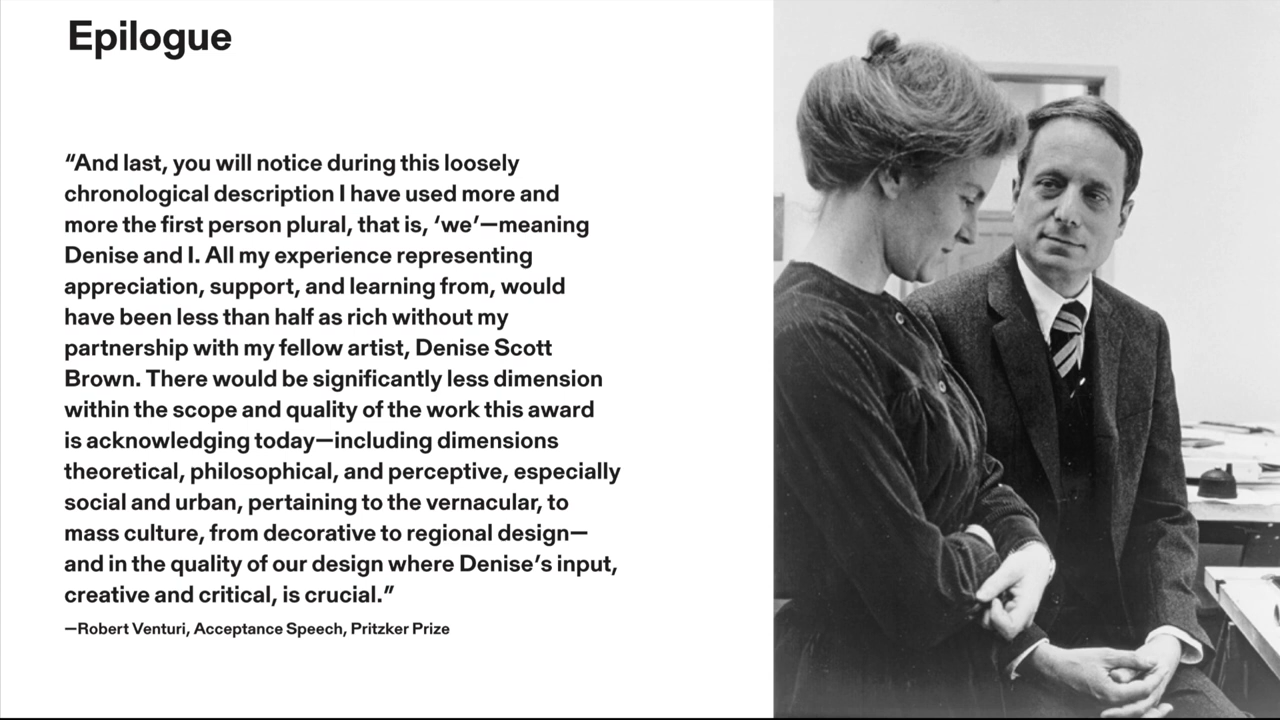 Epilogue
“And last, you will notice during this loosely
chronological description I have used more and
more the first person plural, that is, ‘we’—meaning
Denise and I. All my experience representing
appreciation, support, and learning from, would
have been less than half as rich without my
partnership with my fellow artist, Denise Scott
Brown. There would be significantly less dimension
within the scope and quality of the work this award
is acknowledging today—including dimensions
theoretical, philosophical, and perceptive, especially
social and urban, pertaining to the vernacular, to
mass culture, from decorative to regional design—
and in the quality of our design where Denise’s input,
creative and critical, is crucial.”
—Robert Venturi, Acceptance Speech, Pritzker Prize